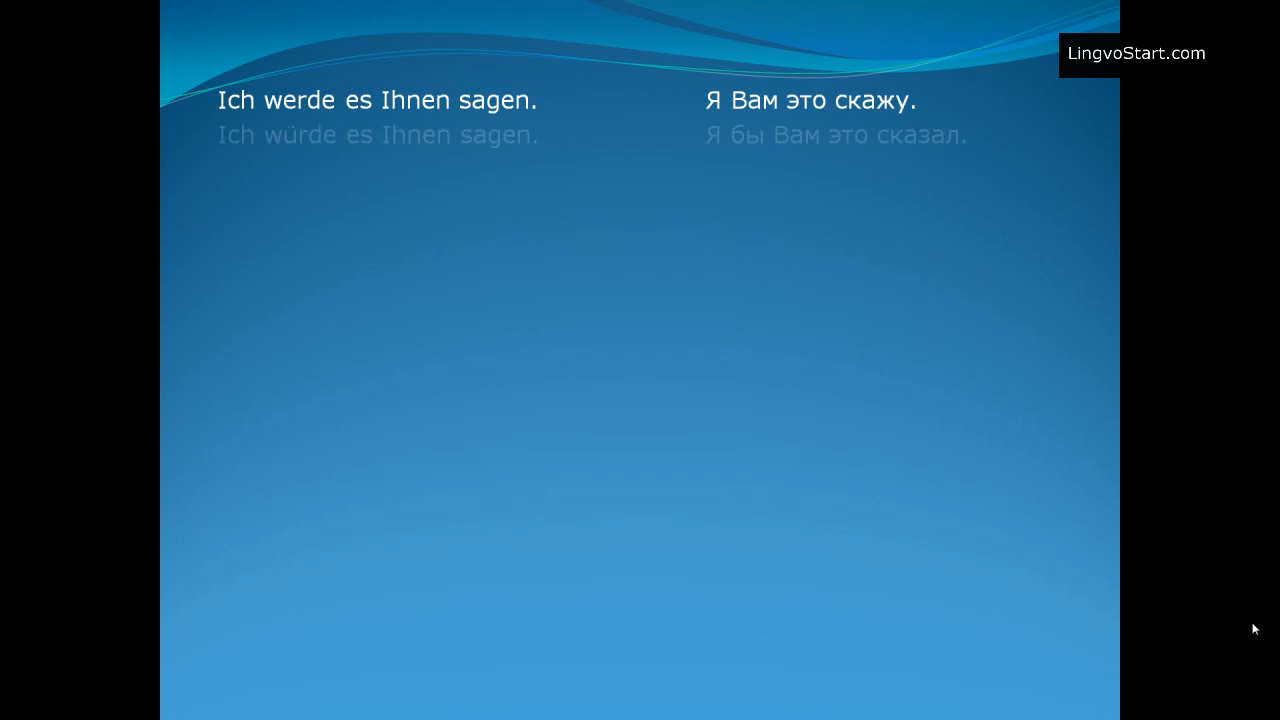 LingvoStart.com
Ich werde es Ihnen sagen. Я Вам это скажу.
Ich würde es Ihnen sagen. Я бы Вам это сказал.